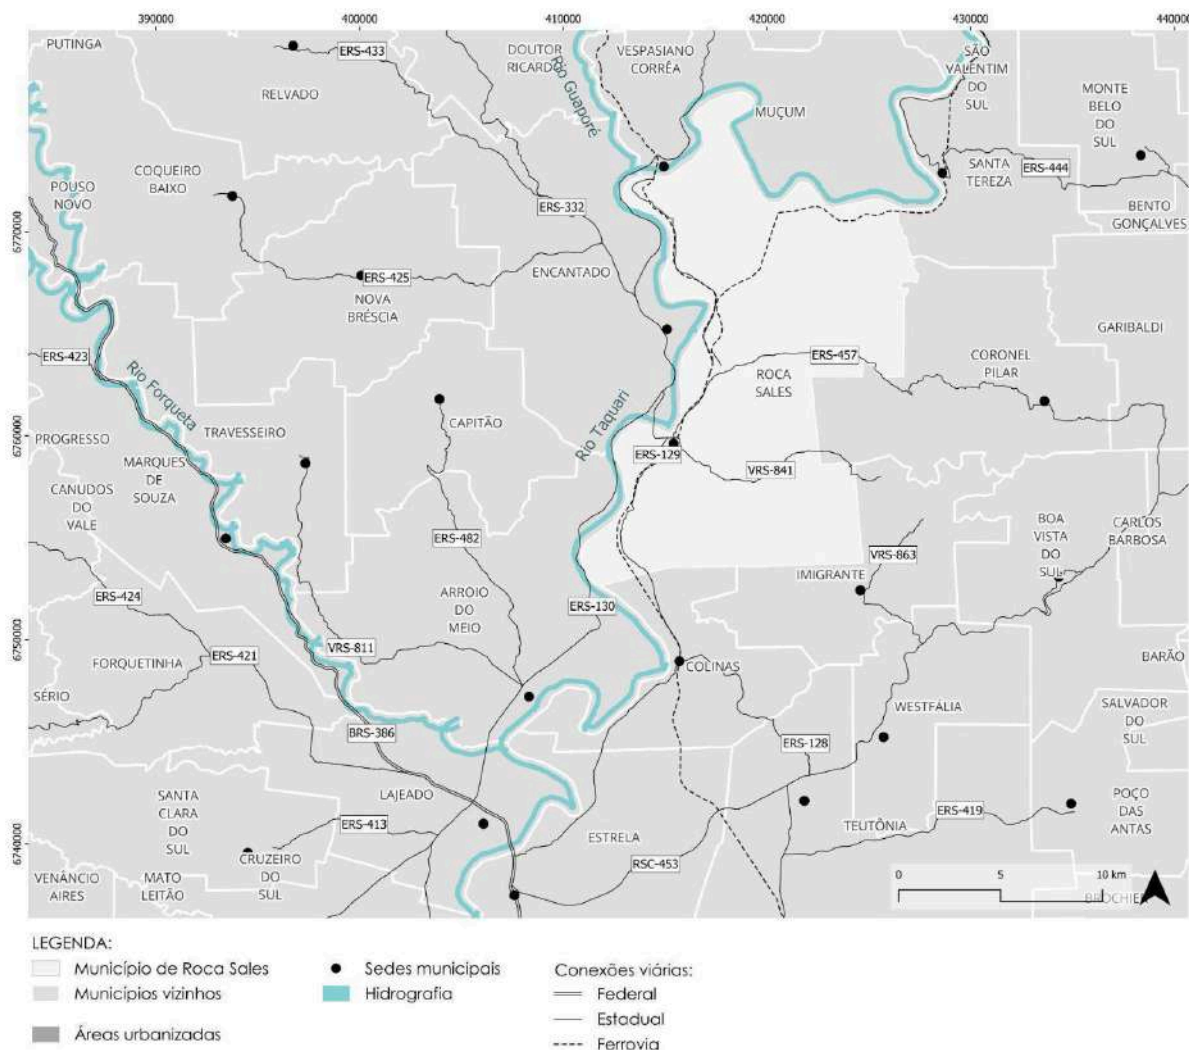 390000
400000
410000
420000
430000
440000
PUTINGA
ERS-433
DOUTOR
RICARDO
VESPASIANO
CORRÊA
SÃO
VALENTIM
DO
SUL
MONTE
BELO
DO
SUL
RELVADO
Rio Guaporé
MUÇUM
COQUEIRO
BAIXO
POUSO
NOVO
SANTA
TEREZA
ERS-444
BENTO
GONÇALVES
ERS-332
6770000
ENCANTADO
ERS-425
NOVA
BRÉSCIA
GARIBALDI
ERS-423
ERS-457
CORONEL
PILAR
ROCA
SALES
Rio Forqueta
Rio Taquari
CAPITÃO
TRAVESSEIRO
6760000
PROGRESSO
ERS-129
VRS-841
MARQUES
DE
SOUZA
CANUDOS
DO
VALE
BOA
VISTA
DO
SUL
CARLOS
BARBOSA
ERS-482
VRS-863
IMIGRANTE
ERS-424
ARROIO
DO
MEIO
ERS-130
6750000
FORQUETINHA
ERS-421
VRS-811
COLINAS
BARÃO
SÉRIO
WESTFÁLIA
SALVADOR
DO
SUL
BRS-386
ERS-128
LAJEADO
SANTA
CLARA
DO
SUL
ERS-413
ERS-419
POÇO
DAS
ANTAS
TEUTÔNIA
ESTRELA
6740000
RSC-453
CRUZEIRO
DO
SUL
VENÂNCIO
AIRES
MATO
LEITÃO
0
5
10 km
BROCHIER
LEGENDA:
Município de Roca Sales
Municípios vizinhos
Áreas urbanizadas
Sedes municipais
Hidrografia
Conexões viárias:
Federal
Estadual
Ferrovia